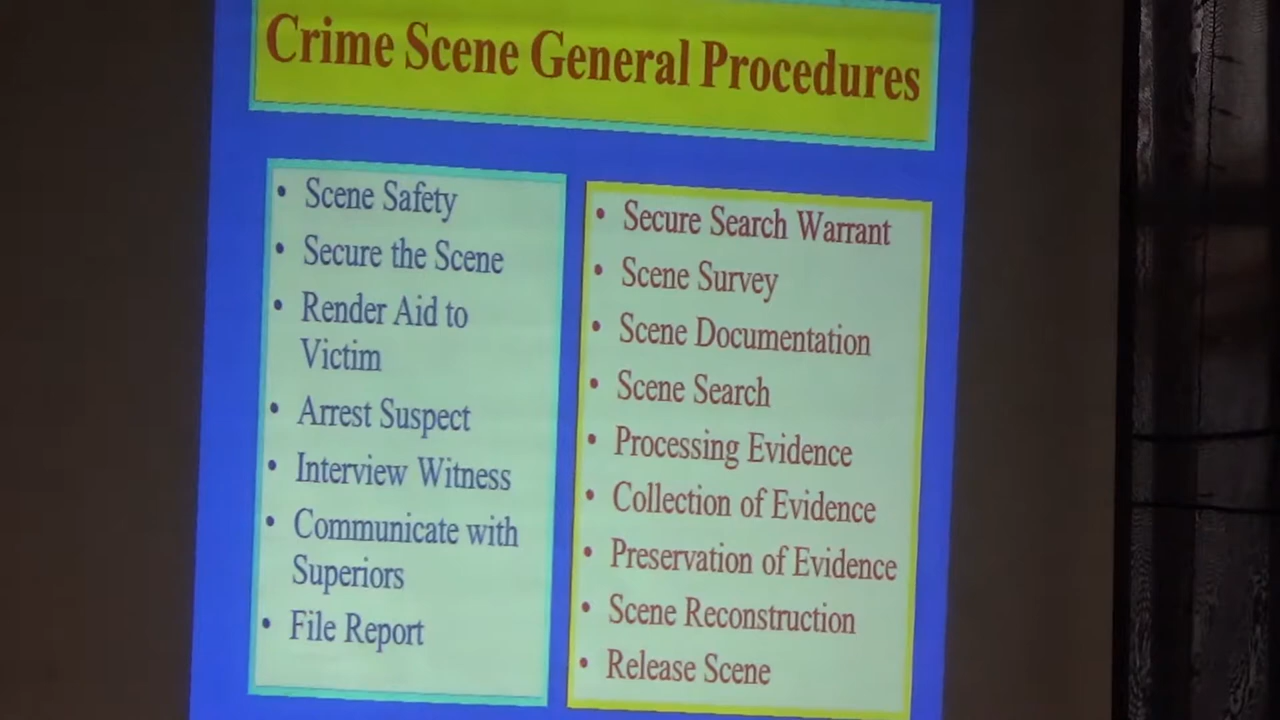 Crime Scene General Procedures
• Scene Safety
• Secure the Scene
• Render Aid to
Victim
• Arrest Suspect
• Interview Witness
• Communicate with
Superiors
• File Report
• Secure Search Warrant
• Scene Survey
• Scene Documentation
• Scene Search
• Processing Evidence
• Collection of Evidence
• Preservation of Evidence
• Scene Reconstruction
• Release Scene